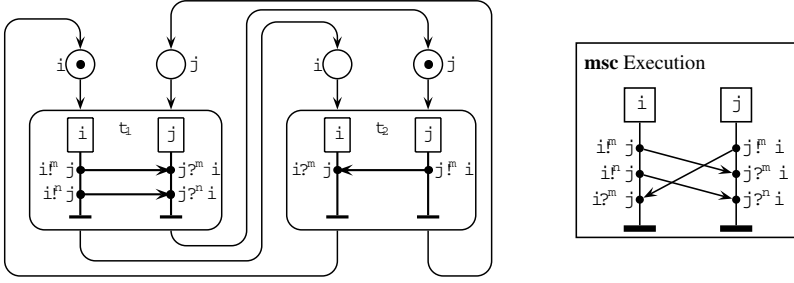 i j i j
i t₁ j i t₂ j
i!ᵐ j j?ᵐ i i?ᵐ j j!ᵐ i
i!ⁿ j j?ⁿ i
msc Execution
i j
i!ᵐ j j!ᵐ i
i!ⁿ j j?ᵐ i
i?ᵐ j j?ⁿ i